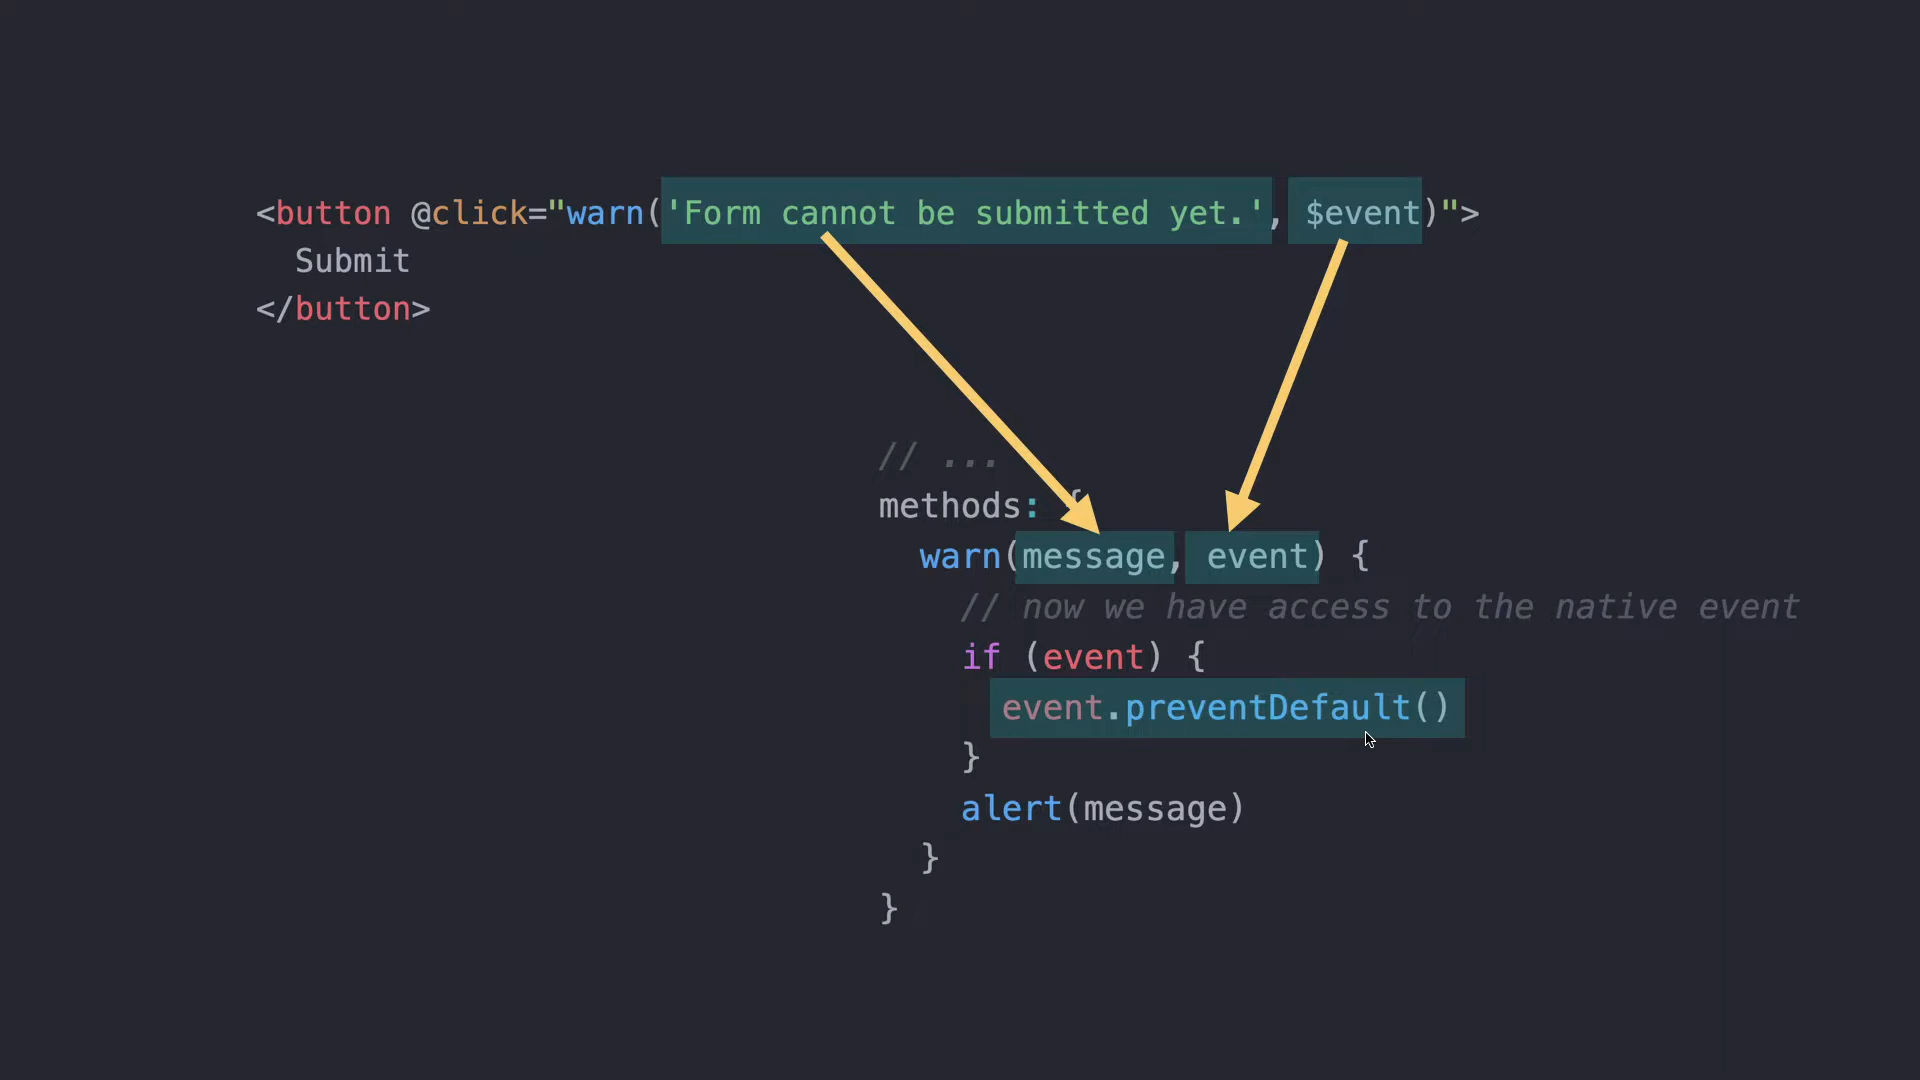 <button @click="warn('Form cannot be submitted yet.', $event)">
Submit
</button>
// ...
methods: {
warn(message, event) {
// now we have access to the native event
if (event) {
event.preventDefault()
}
alert(message)
}
}